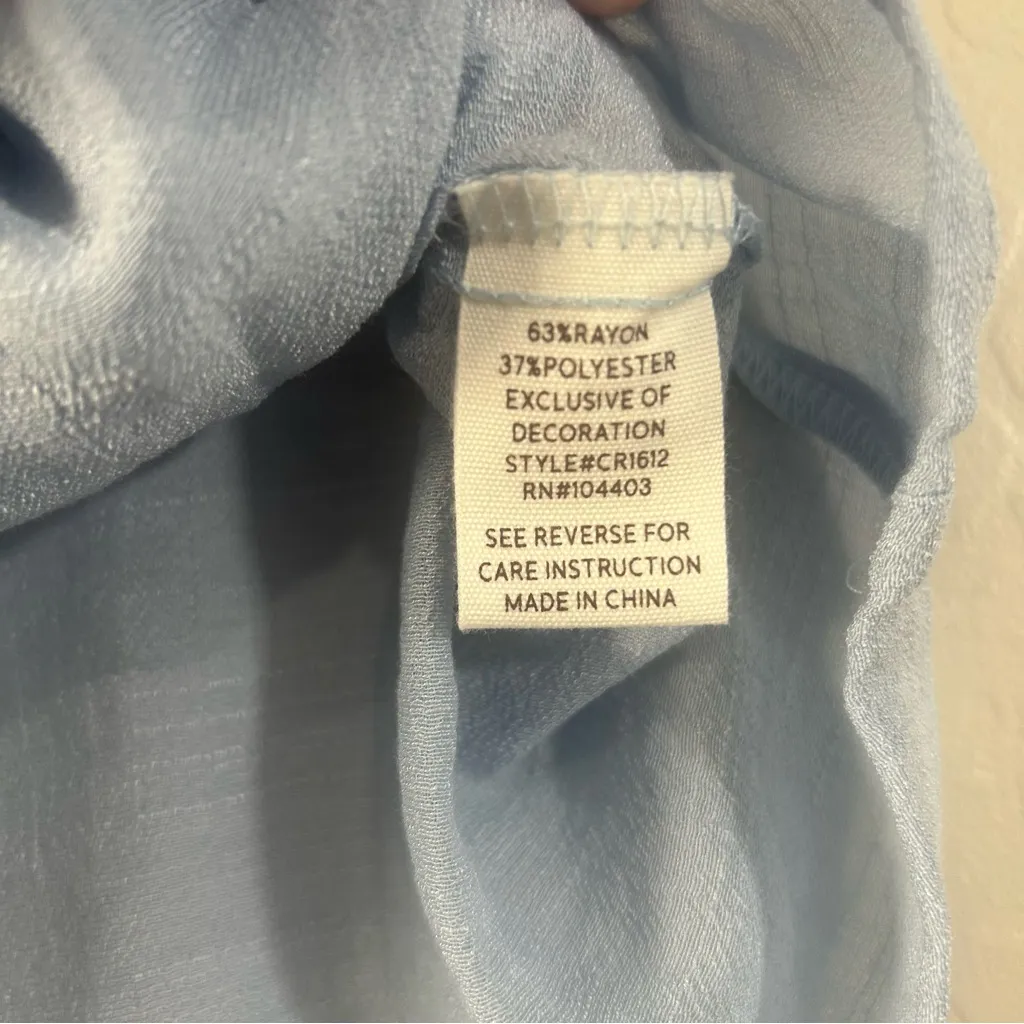 63%RAYON
37%POLYESTER
EXCLUSIVE OF
DECORATION
STYLE#CR1612
RN#104403
SEE REVERSE FOR
CARE INSTRUCTION
MADE IN CHINA